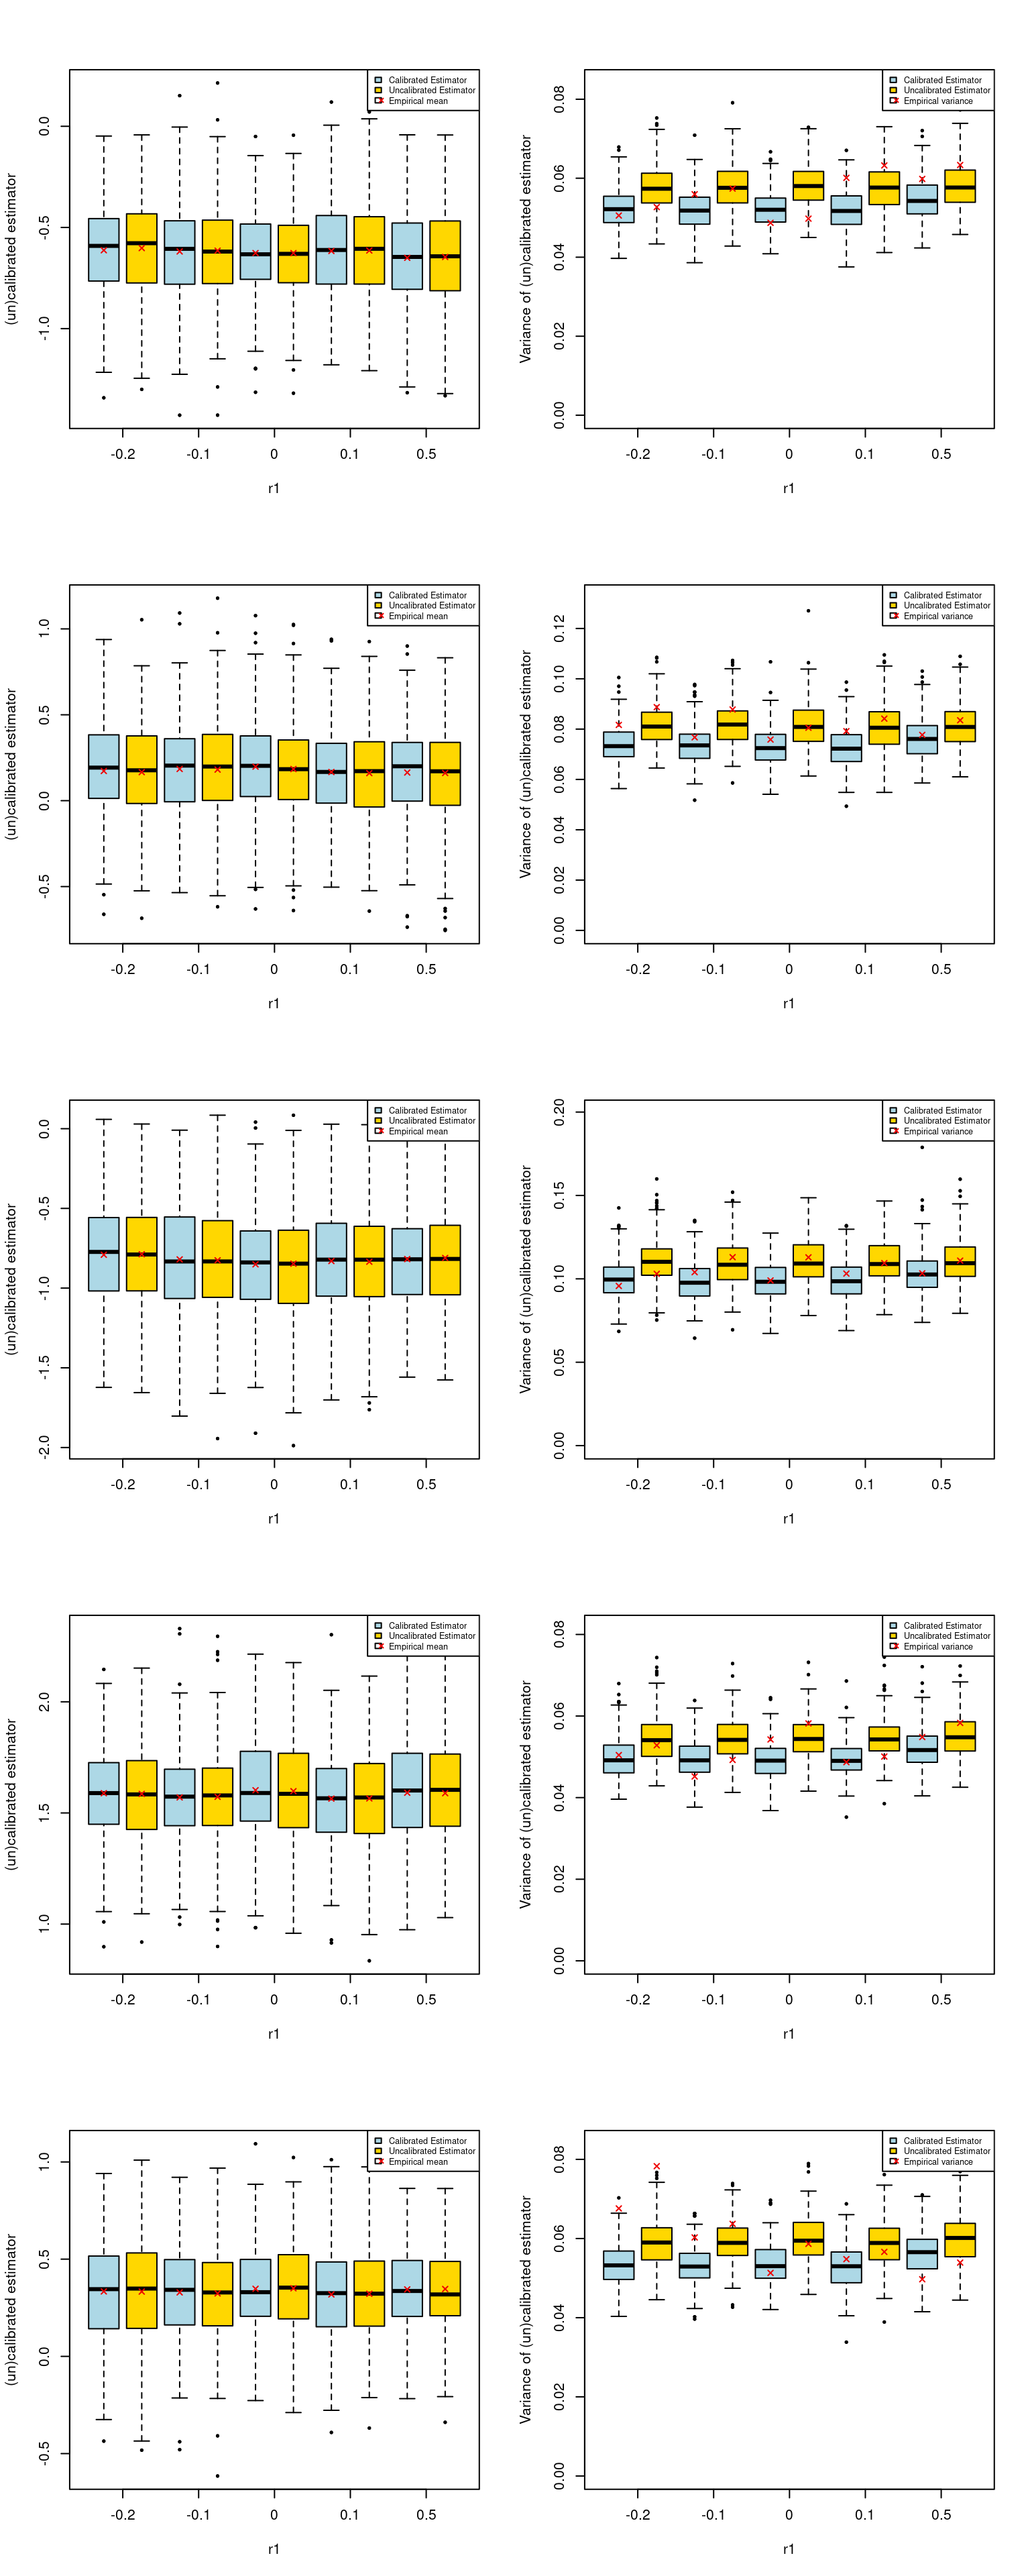 Calibrated Estimator
Uncalibrated Estimator
Empirical mean
(un)calibrated estimator
0.0
-0.5
-1.0
-0.2 -0.1 0 0.1 0.5
r1
Calibrated Estimator
Uncalibrated Estimator
Empirical variance
Variance of (un)calibrated estimator
0.08
0.06
0.04
0.02
0.00
-0.2 -0.1 0 0.1 0.5
r1
Calibrated Estimator
Uncalibrated Estimator
Empirical mean
(un)calibrated estimator
1.0
0.5
0.0
-0.5
-0.2 -0.1 0 0.1 0.5
r1
Calibrated Estimator
Uncalibrated Estimator
Empirical variance
Variance of (un)calibrated estimator
0.12
0.10
0.08
0.06
0.04
0.02
0.00
-0.2 -0.1 0 0.1 0.5
r1
Calibrated Estimator
Uncalibrated Estimator
Empirical mean
(un)calibrated estimator
0.0
-0.5
-1.0
-1.5
-2.0
-0.2 -0.1 0 0.1 0.5
r1
Calibrated Estimator
Uncalibrated Estimator
Empirical variance
Variance of (un)calibrated estimator
0.20
0.15
0.10
0.05
0.00
-0.2 -0.1 0 0.1 0.5
r1
Calibrated Estimator
Uncalibrated Estimator
Empirical mean
(un)calibrated estimator
2.0
1.5
1.0
-0.2 -0.1 0 0.1 0.5
r1
Calibrated Estimator
Uncalibrated Estimator
Empirical variance
Variance of (un)calibrated estimator
0.08
0.06
0.04
0.02
0.00
-0.2 -0.1 0 0.1 0.5
r1
Calibrated Estimator
Uncalibrated Estimator
Empirical mean
(un)calibrated estimator
1.0
0.5
0.0
-0.5
-0.2 -0.1 0 0.1 0.5
r1
Calibrated Estimator
Uncalibrated Estimator
Empirical variance
Variance of (un)calibrated estimator
0.08
0.06
0.04
0.02
0.00
-0.2 -0.1 0 0.1 0.5
r1